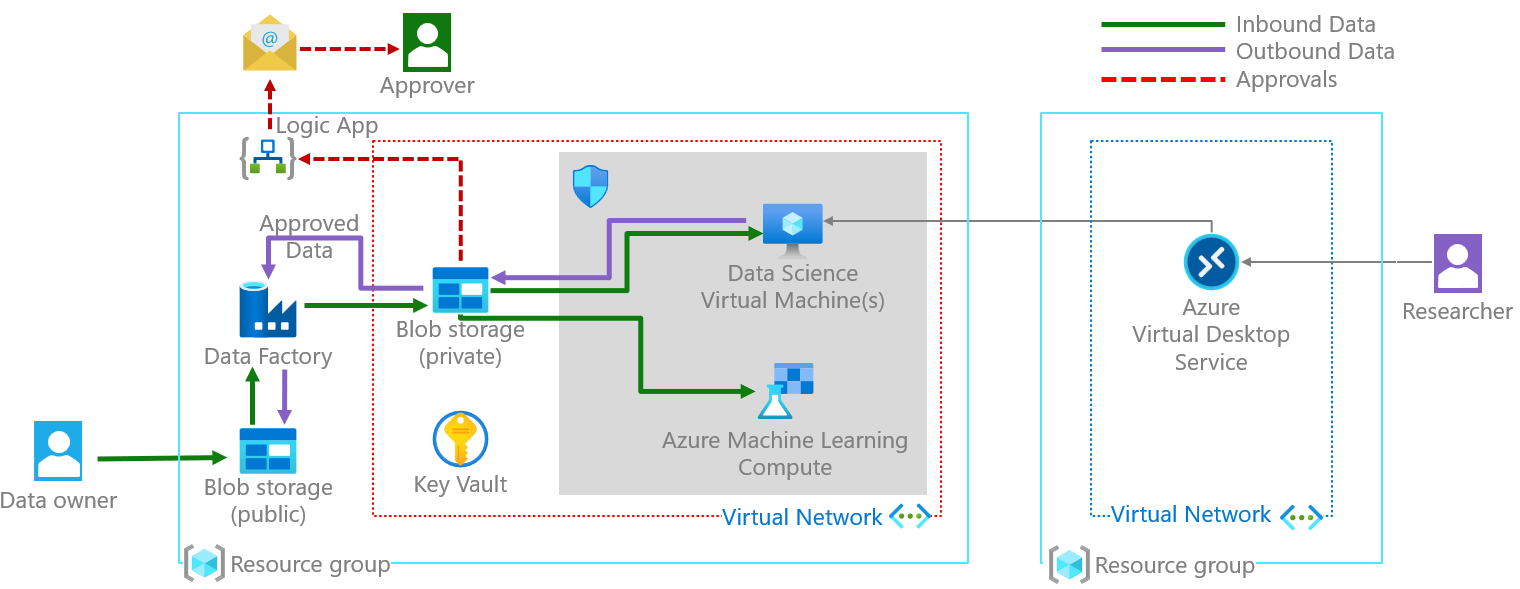 Inbound Data
Outbound Data
Approvals
@
Approver
Logic App
Approved
Data
Data Science
Virtual Machine(s)
Data Factory
Blob storage
(private)
Azure
Virtual Desktop
Service
Researcher
Azure Machine Learning
Compute
Key Vault
Data owner
Blob storage
(public)
Virtual Network
Virtual Network
Resource group
Resource group